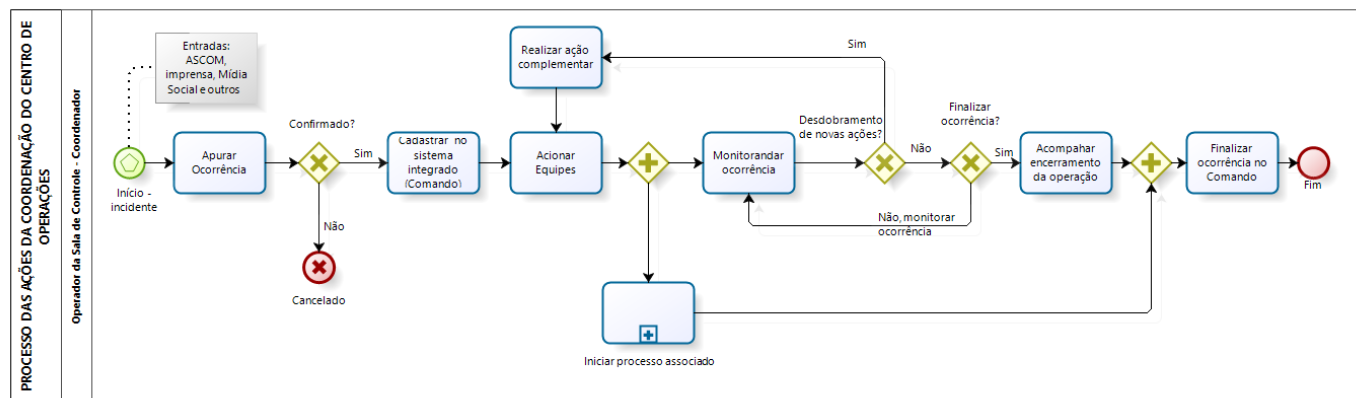 PROCESSO DAS AÇÕES DA COORDENAÇÃO DO CENTRO DE
OPERAÇÕES
Operador da Sala de Controle - Coordenador
Entradas:
ASCOM,
imprensa, Mídia
Social e outros
Início -
incidente
Apurar
Ocorrência
Confirmado?
Sim
Não
Cancelado
Cadastrar no
sistema
integrado
(Comando)
Realizar ação
complementar
Acionar
Equipes
Iniciar processo associado
Monitorandar
ocorrência
Desdobramento
de novas ações?
Sim
Não
Finalizar
ocorrência?
Sim
Não, monitorar
ocorrência
Acompahar
encerramento
da operação
Finalizar
ocorrência no
Comando
Fim